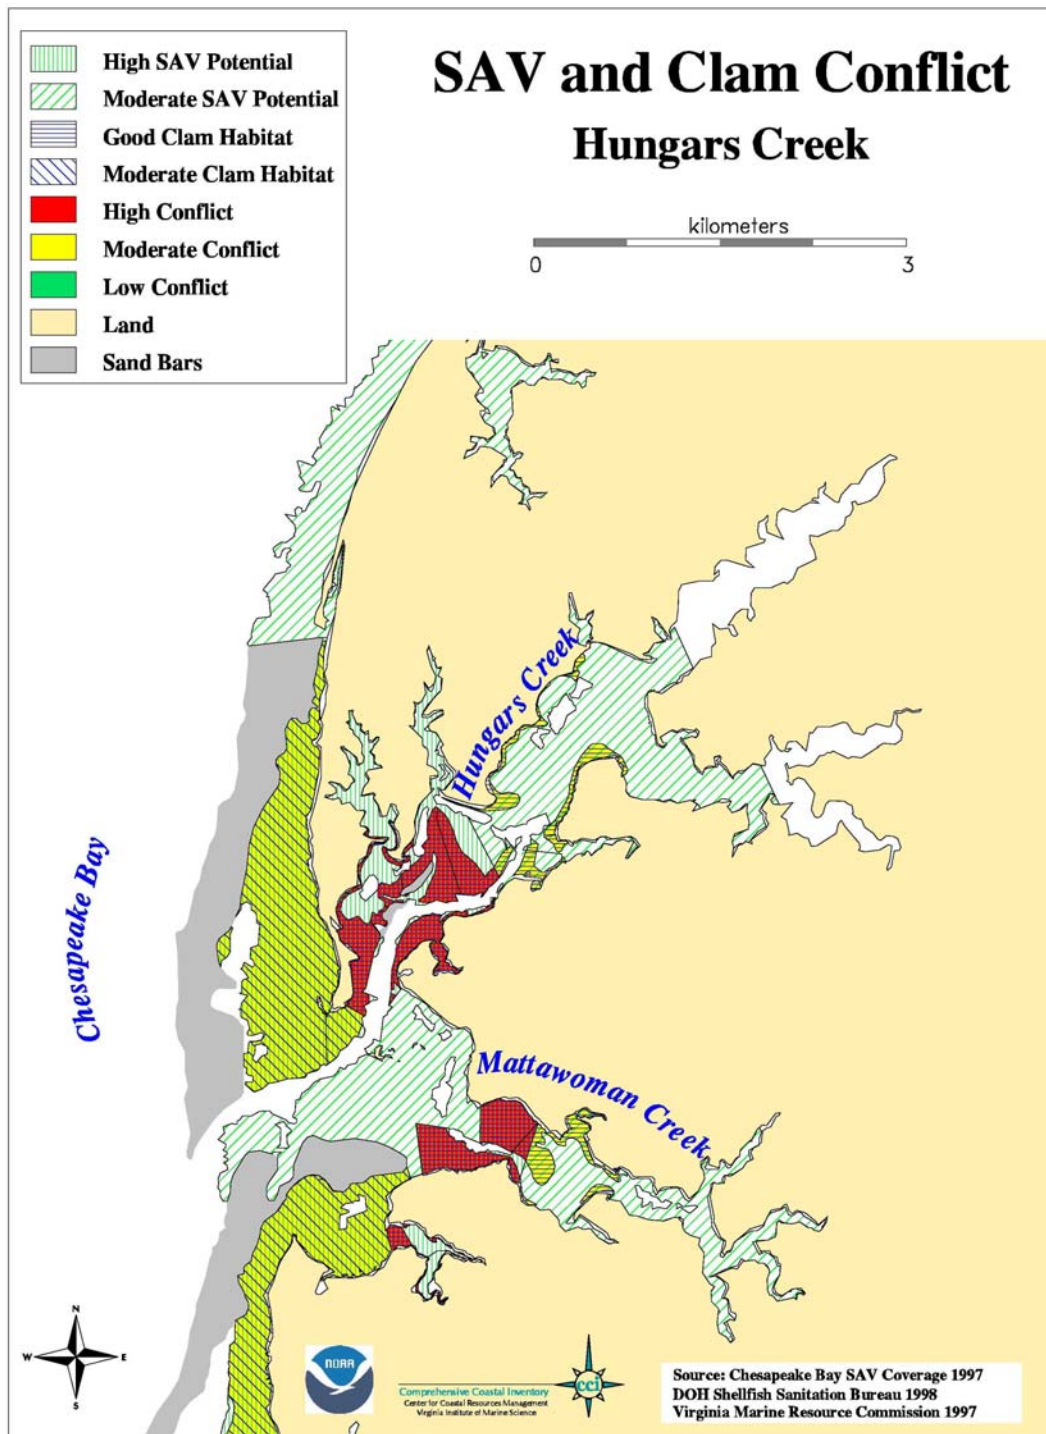 SAV and Clam Conflict
Hungars Creek
High SAV Potential
Moderate SAV Potential
Good Clam Habitat
Moderate Clam Habitat
High Conflict
Moderate Conflict
Low Conflict
Land
Sand Bars
kilometers
0 3
Hungars Creek
Chesapeake Bay
Mattawoman Creek
N
W E
S
NOAA
Comprehensive Coastal Inventory
Center for Coastal Resources Management
Virginia Institute of Marine Science
cci
Source: Chesapeake Bay SAV Coverage 1997
DOH Shellfish Sanitation Bureau 1998
Virginia Marine Resource Commission 1997